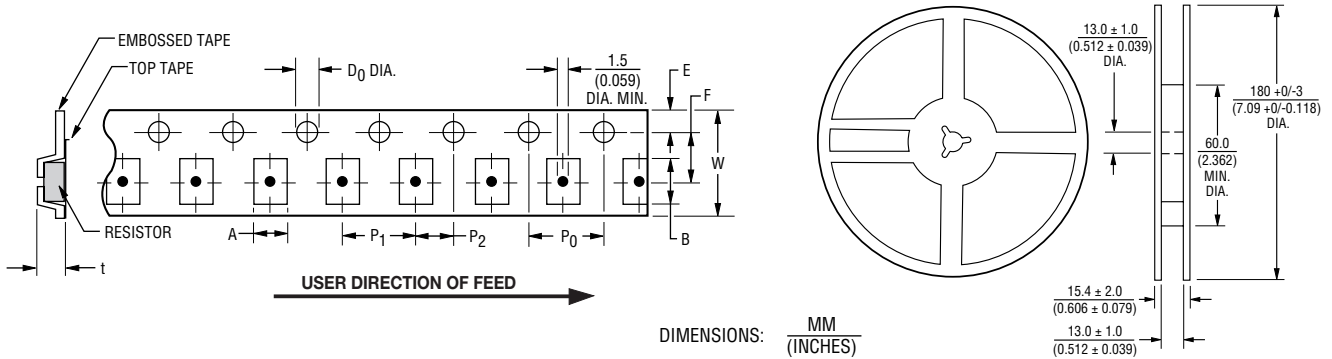 EMBOSSED TAPE
TOP TAPE
RESISTOR
t
D0 DIA.
1.5
(0.059)
DIA. MIN.
E
F
W
B
A
P1
P2
P0
USER DIRECTION OF FEED
DIMENSIONS: MM
(INCHES)
13.0 ± 1.0
(0.512 ± 0.039)
DIA.
180 +0/-3
(7.09 +0/-0.118)
DIA.
60.0
(2.362)
MIN.
DIA.
15.4 ± 2.0
(0.606 ± 0.079)
13.0 ± 1.0
(0.512 ± 0.039)